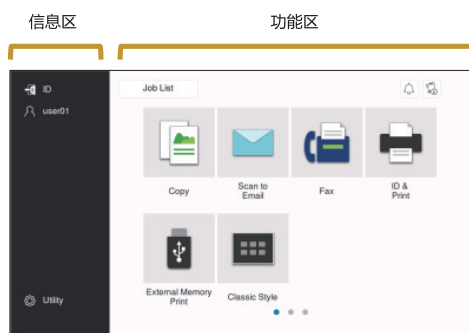 信息区
功能区
ID
user01
Utility
Job List
Copy
Scan to
Email
Fax
ID &
Print
External Memory
Print
Classic Style